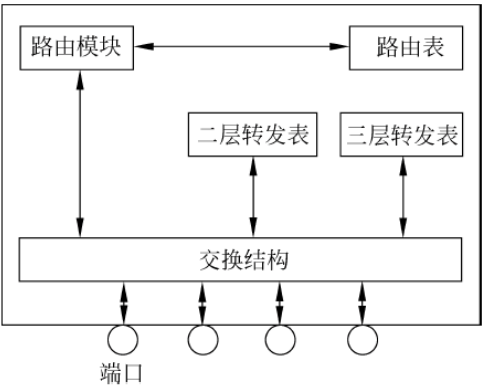 路由模块
路由表
二层转发表
三层转发表
交换结构
端口